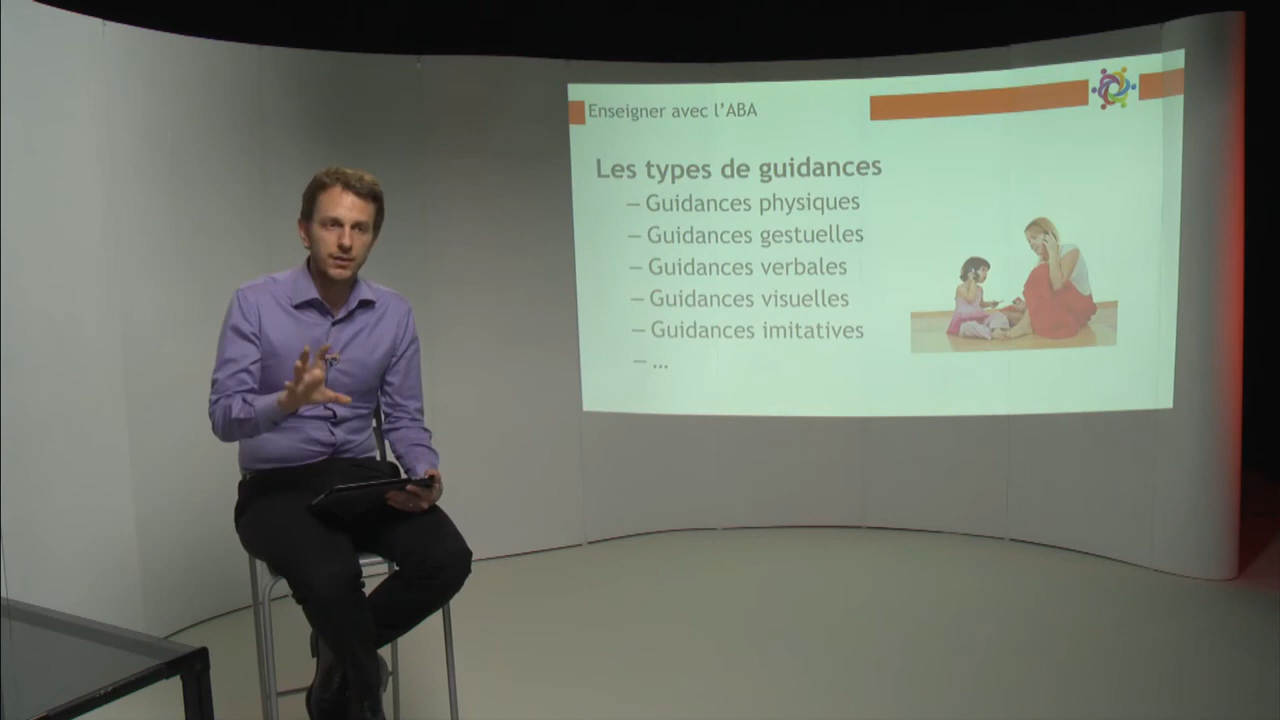 Enseigner avec l'ABA
Les types de guidances
– Guidances physiques
– Guidances gestuelles
– Guidances verbales
– Guidances visuelles
– Guidances imitatives
– ...